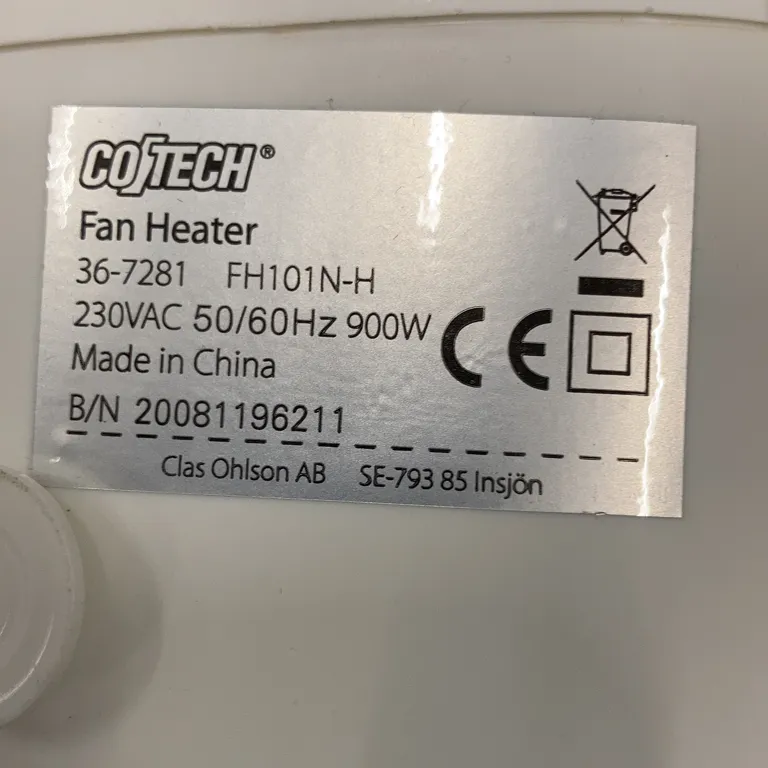 COTECH®
Fan Heater
36-7281 FH101N-H
230VAC 50/60Hz 900W
Made in China
B/N 20081196211
CE
Clas Ohlson AB SE-793 85 Insjön